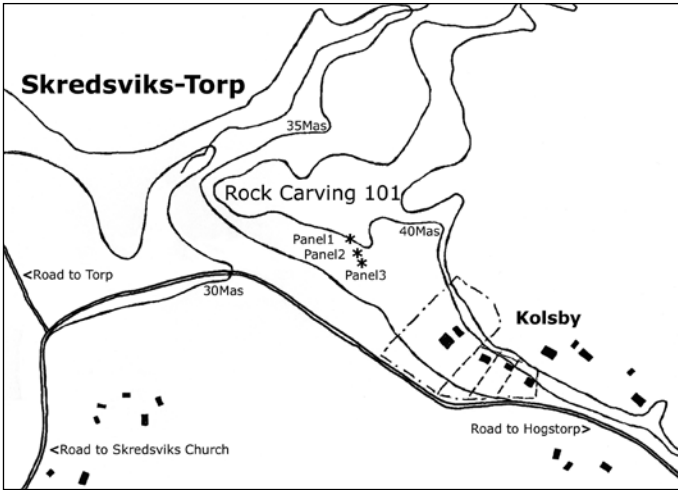 Skredsviks-Torp
35Mas
Rock Carving 101
Panel1
40Mas
Panel2
Panel3
<Road to Torp
30Mas
Kolsby
Road to Hogstorp>
<Road to Skredsviks Church